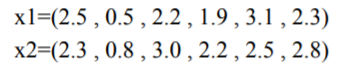 x1=(2.5 , 0.5 , 2.2 , 1.9 , 3.1 , 2.3)
x2=(2.3 , 0.8 , 3.0 , 2.2 , 2.5 , 2.8)